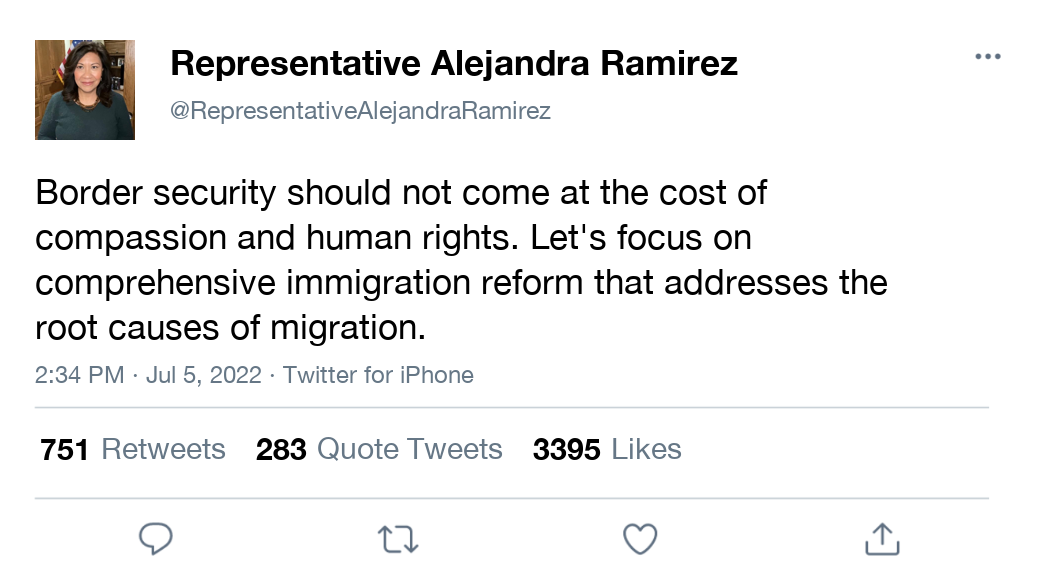 Representative Alejandra Ramirez
@RepresentativeAlejandraRamirez
Border security should not come at the cost of
compassion and human rights. Let's focus on
comprehensive immigration reform that addresses the
root causes of migration.
2:34 PM · Jul 5, 2022 · Twitter for iPhone
751 Retweets 283 Quote Tweets 3395 Likes